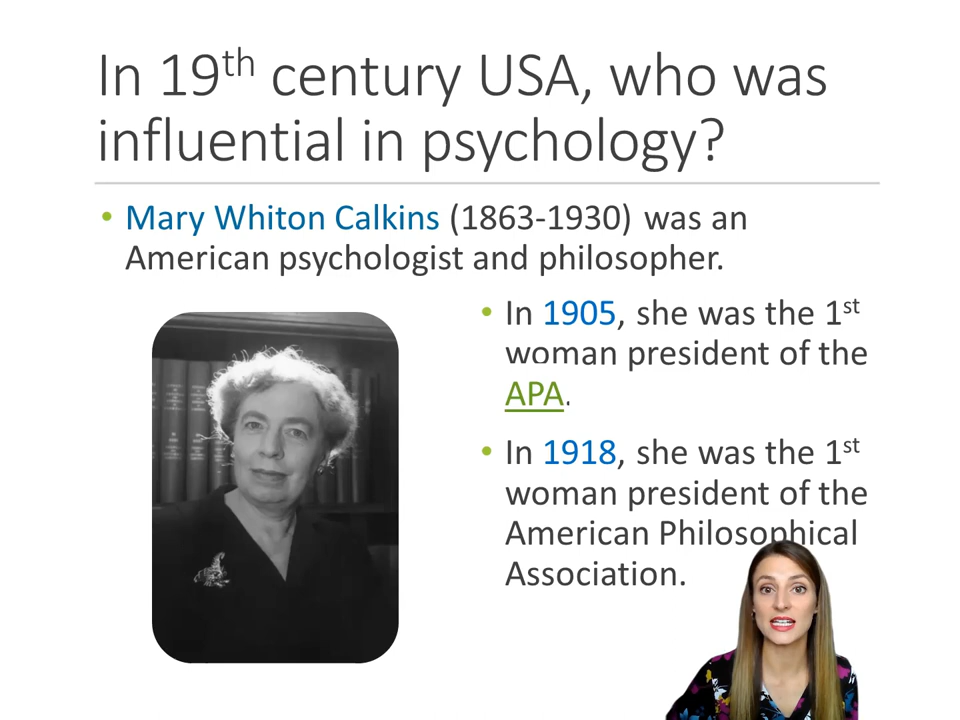 In 19th century USA, who was
influential in psychology?
• Mary Whiton Calkins (1863-1930) was an
American psychologist and philosopher.
• In 1905, she was the 1st
woman president of the
APA.
• In 1918, she was the 1st
woman president of the
American Philosophical
Association.